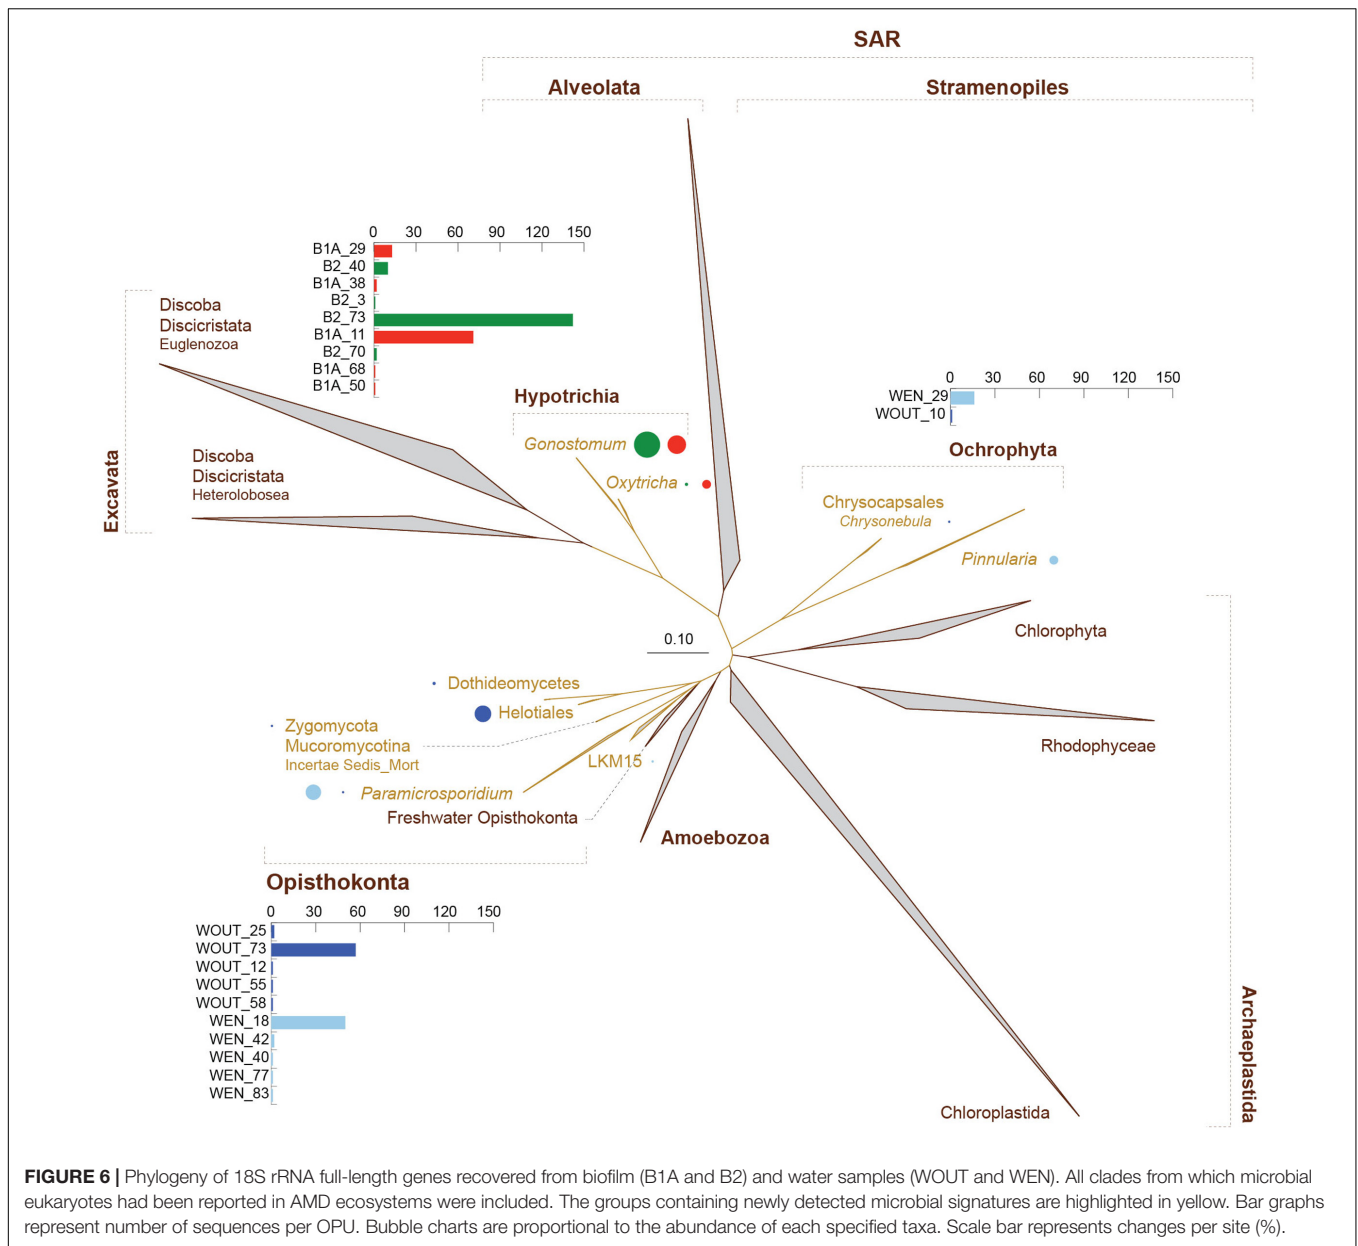 SAR
Alveolata
Stramenopiles
0 30 60 90 120 150
B1A_29
B2_40
B1A_38
B2_3
B2_73
B1A_11
B2_70
B1A_68
B1A_50
Discoba
Discicristata
Euglenozoa
Excavata
Discoba
Discicristata
Heterolobosea
Hypotrichia
Gonostomum
Oxytricha
0 30 60 90 120 150
WEN_29
WOUT_10
Ochrophyta
Chrysocapsales
Chrysonebula
Pinnularia
Chlorophyta
Rhodophyceae
0.10
Dothideomycetes
Helotiales
Zygomycota
Mucoromycotina
Incertae Sedis_Mort
LKM15
Paramicrosporidium
Freshwater Opisthokonta
Amoebozoa
Opisthokonta
0 30 60 90 120 150
WOUT_25
WOUT_73
WOUT_12
WOUT_55
WOUT_58
WEN_18
WEN_42
WEN_40
WEN_77
WEN_83
Archaeplastida
Chloroplastida
FIGURE 6 | Phylogeny of 18S rRNA full-length genes recovered from biofilm (B1A and B2) and water samples (WOUT and WEN). All clades from which microbial
eukaryotes had been reported in AMD ecosystems were included. The groups containing newly detected microbial signatures are highlighted in yellow. Bar graphs
represent number of sequences per OPU. Bubble charts are proportional to the abundance of each specified taxa. Scale bar represents changes per site (%).